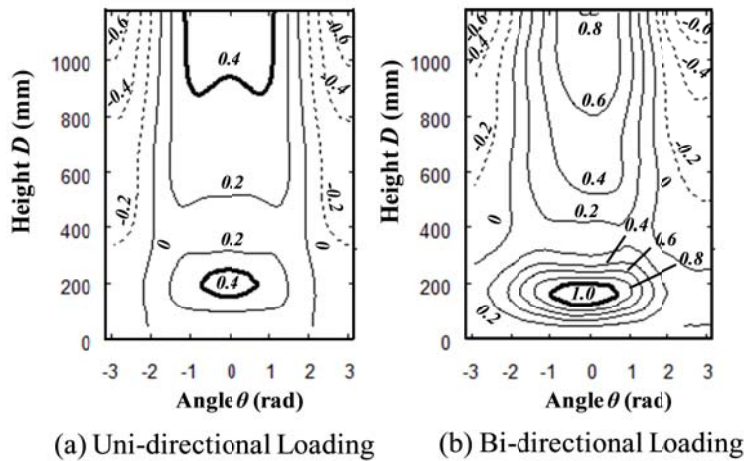 -0.6 0.4 -0.6
-0.4 -0.4
0.2
-0.2 -0.2
0 0.2 0
0.4
Height D (mm)
1000
800
600
400
200
0
-3 -2 -1 0 1 2 3
Angle θ (rad)
(a) Uni-directional Loading
-0.6 0.8 -0.6
-0.4 -0.4
0.6
-0.2 -0.2
0.4 0
0.2
0 0.4
0.6
0.8
1.0
0.2
Height D (mm)
1000
800
600
400
200
0
-3 -2 -1 0 1 2 3
Angle θ (rad)
(b) Bi-directional Loading